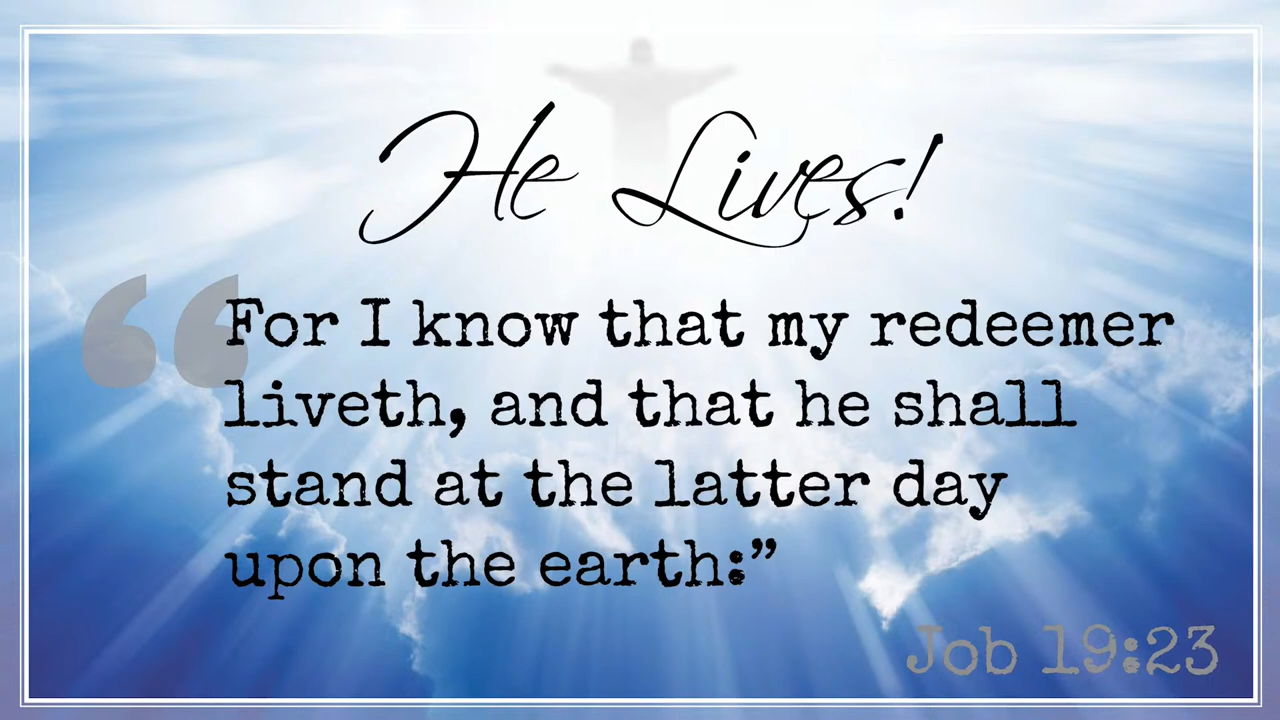 He Lives!
“For I know that my redeemer
liveth, and that he shall
stand at the latter day
upon the earth:”
Job 19:23